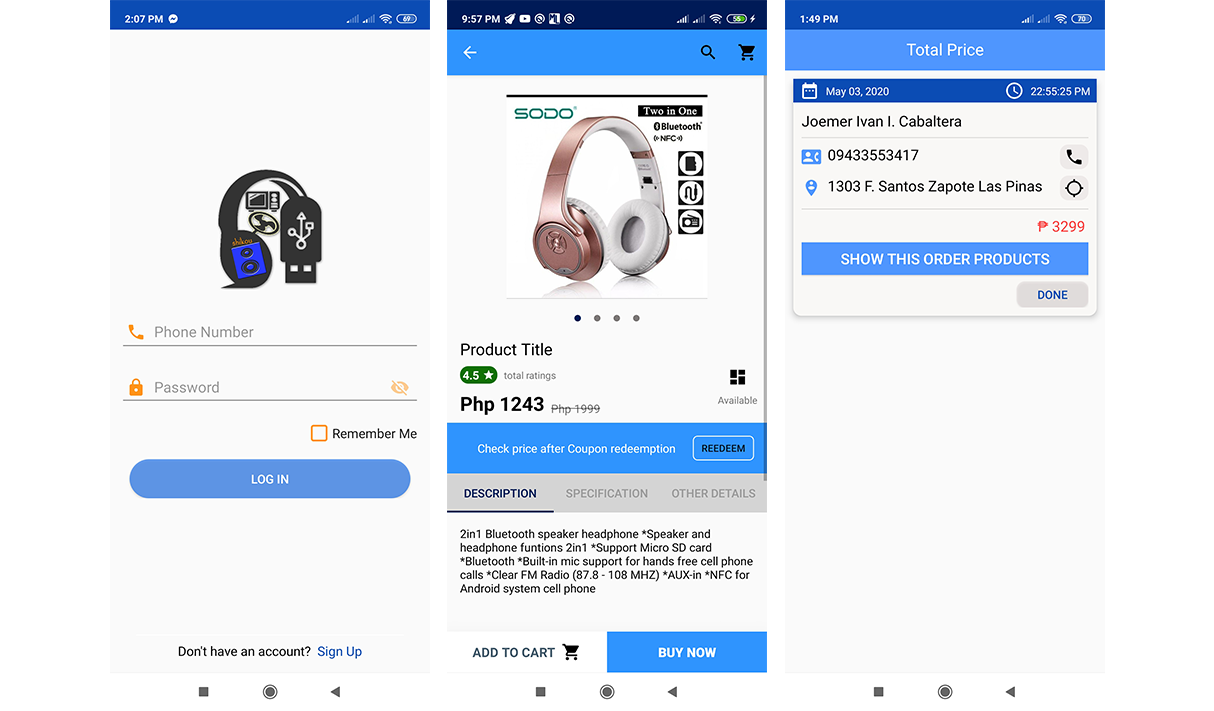 2:07 PM
69
shikou
Phone Number
Password
Remember Me
LOG IN
Don't have an account? Sign Up
9:57 PM
55
SODO
Two in One
Bluetooth
NFC
Product Title
4.5 ★ total ratings
Php 1243 Php 1999
Available
Check price after Coupon redeemption REEDEEM
DESCRIPTION SPECIFICATION OTHER DETAILS
2in1 Bluetooth speaker headphone *Speaker and
headphone funtions 2in1 *Support Micro SD card
*Bluetooth *Built-in mic support for hands free cell phone
calls *Clear FM Radio (87.8 - 108 MHZ) *AUX-in *NFC for
Android system cell phone
ADD TO CART BUY NOW
1:49 PM
70
Total Price
May 03, 2020 22:55:25 PM
Joemer Ivan I. Cabaltera
09433553417
1303 F. Santos Zapote Las Pinas
₱ 3299
SHOW THIS ORDER PRODUCTS
DONE